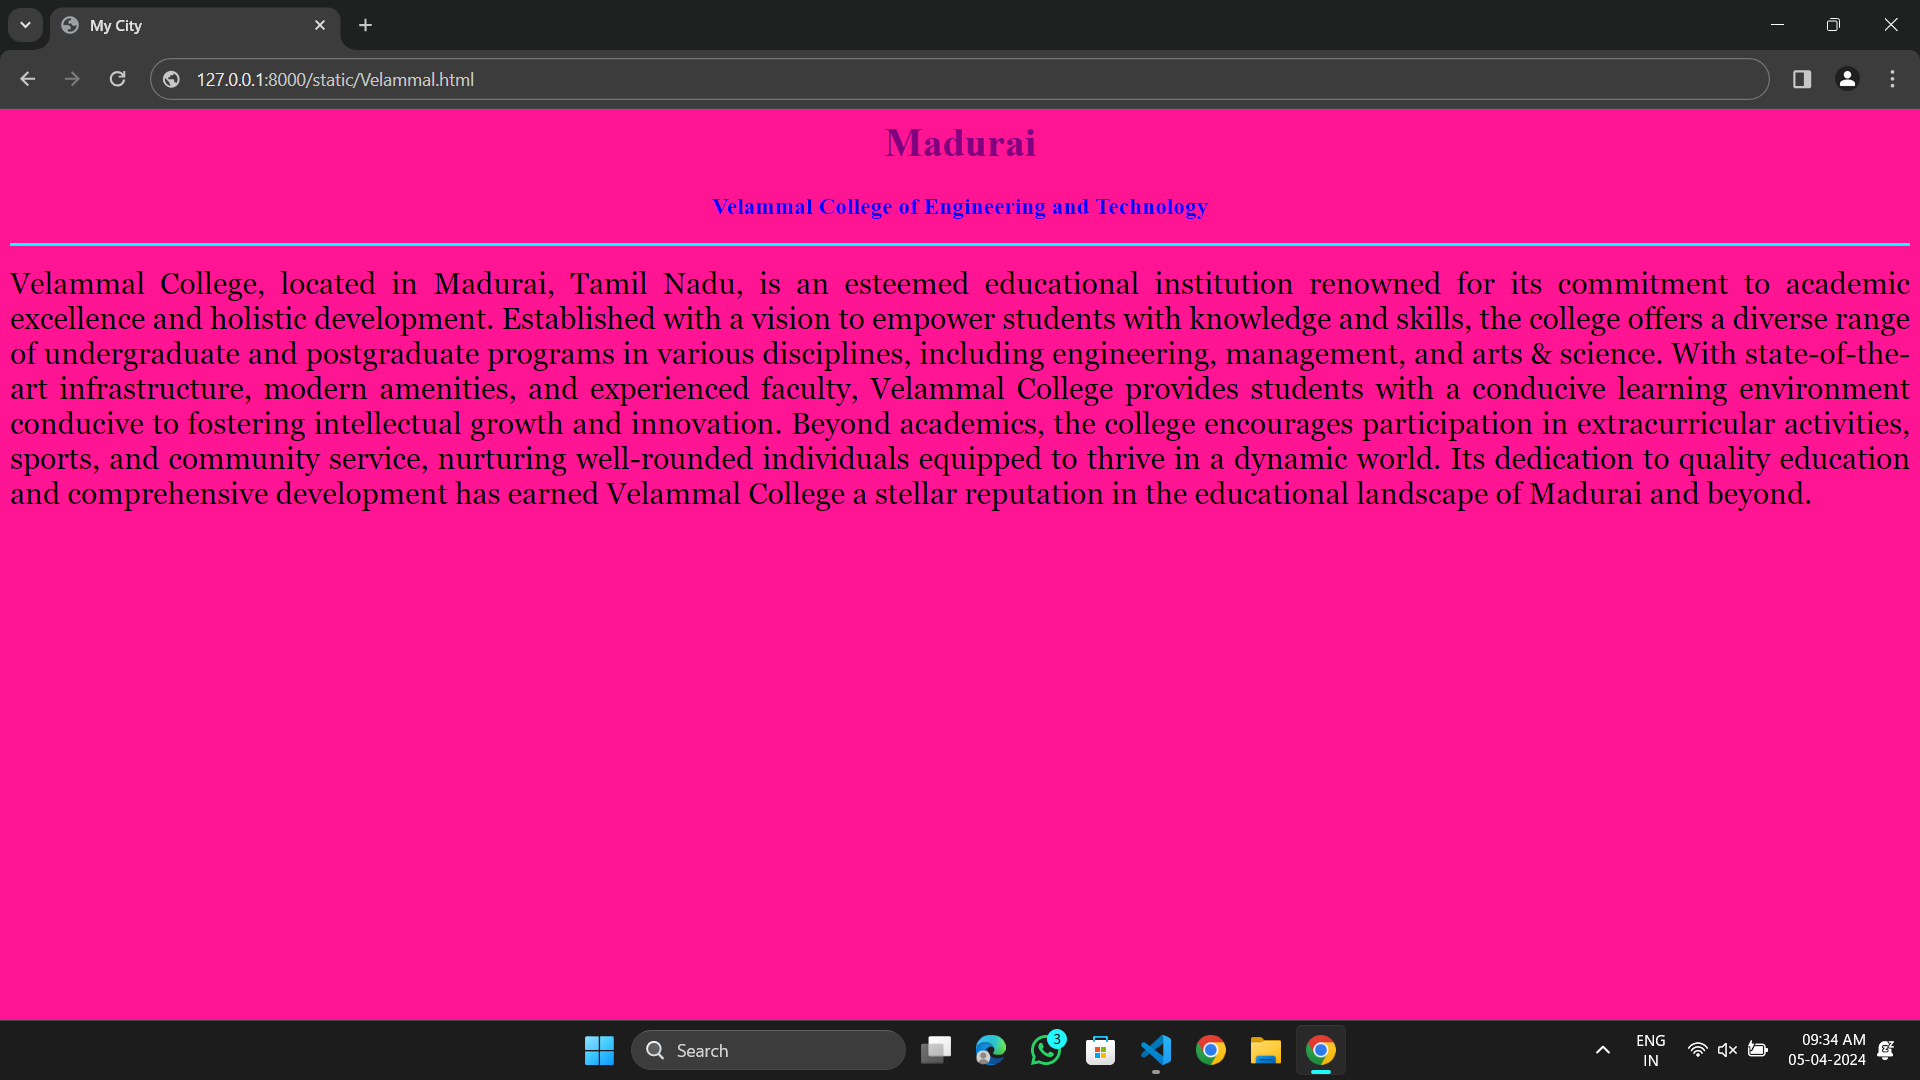 My City
127.0.0.1:8000/static/Velammal.html
Madurai
Velammal College of Engineering and Technology
Velammal College, located in Madurai, Tamil Nadu, is an esteemed educational institution renowned for its commitment to academic
excellence and holistic development. Established with a vision to empower students with knowledge and skills, the college offers a diverse range
of undergraduate and postgraduate programs in various disciplines, including engineering, management, and arts & science. With state-of-the-
art infrastructure, modern amenities, and experienced faculty, Velammal College provides students with a conducive learning environment
conducive to fostering intellectual growth and innovation. Beyond academics, the college encourages participation in extracurricular activities,
sports, and community service, nurturing well-rounded individuals equipped to thrive in a dynamic world. Its dedication to quality education
and comprehensive development has earned Velammal College a stellar reputation in the educational landscape of Madurai and beyond.
Search
3
ENG
IN
09:34 AM
05-04-2024